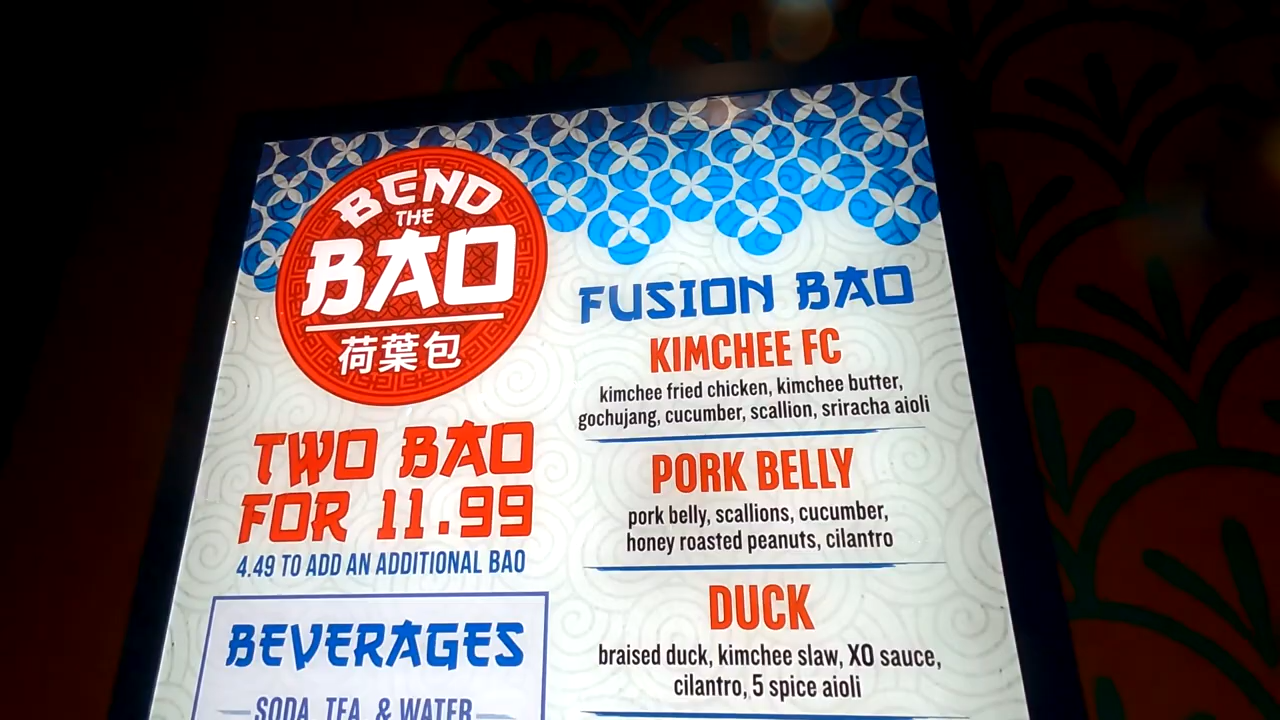 BEND
THE
BAO
荷葉包
TWO BAO
FOR 11.99
4.49 TO ADD AN ADDITIONAL BAO
BEVERAGES
SODA, TEA, & WATER
FUSION BAO
KIMCHEE FC
kimchee fried chicken, kimchee butter,
gochujang, cucumber, scallion, sriracha aioli
PORK BELLY
pork belly, scallions, cucumber,
honey roasted peanuts, cilantro
DUCK
braised duck, kimchee slaw, XO sauce,
cilantro, 5 spice aioli